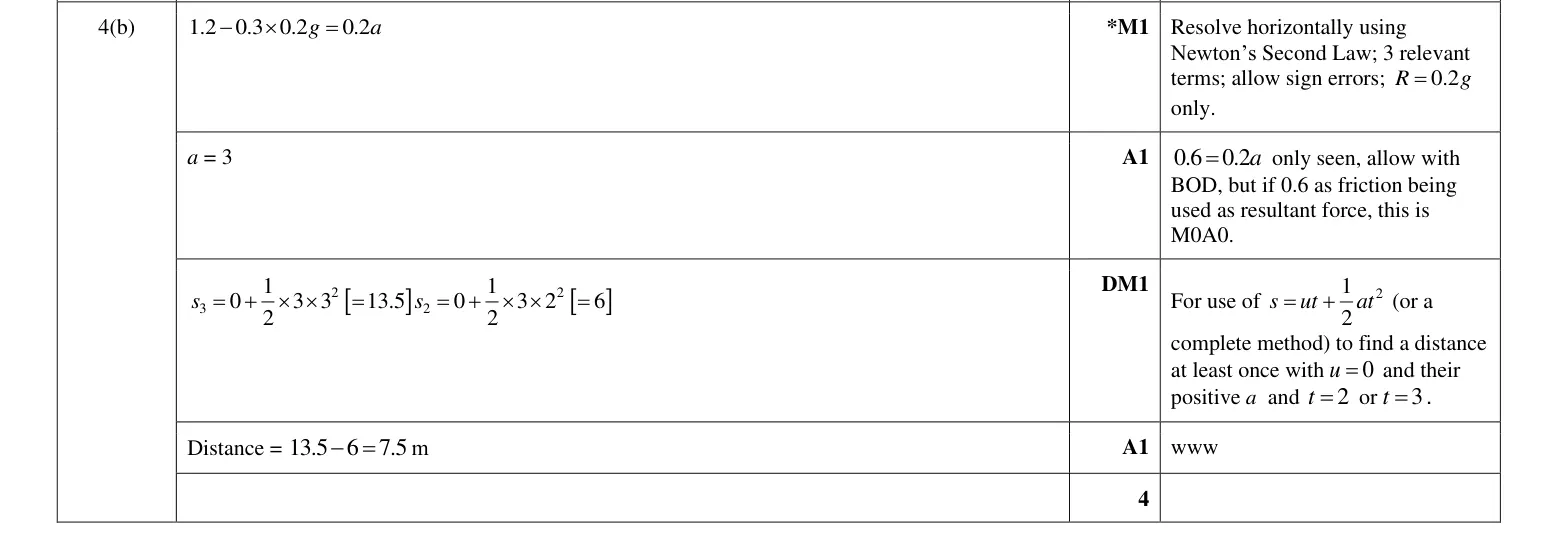 4(b)
1.2−0.3×0.2g=0.2a
*M1
Resolve horizontally using
Newton's Second Law; 3 relevant
terms; allow sign errors; R=0.2g
only.
a = 3
A1
0.6=0.2a only seen, allow with
BOD, but if 0.6 as friction being
used as resultant force, this is
M0A0.
s₃=0+1/2×3×3²[=13.5]s₂=0+1/2×3×2²[=6]
DM1
For use of s=ut+1/2at² (or a
complete method) to find a distance
at least once with u=0 and their
positive a and t=2 or t=3.
Distance = 13.5−6=7.5 m
A1
www
4